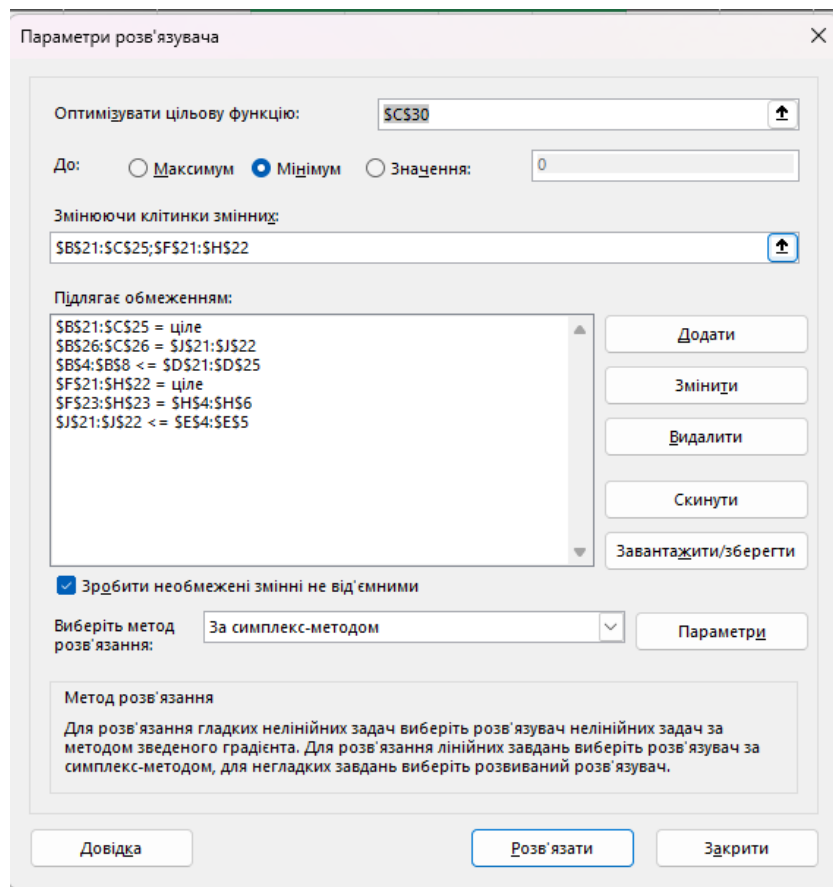 Параметри розв'язувача
Оптимізувати цільову функцію: $C$30
До: Максимум Мінімум Значення: 0
Змінюючи клітинки змінних:
$B$21:$C$25;$F$21:$H$22
Підлягає обмеженням:
$B$21:$C$25 = ціле
$B$26:$C$26 = $J$21:$J$22
$B$4:$B$8 <= $D$21:$D$25
$F$21:$H$22 = ціле
$F$23:$H$23 = $H$4:$H$6
$J$21:$J$22 <= $E$4:$E$5
Додати
Змінити
Видалити
Скинути
Завантажити/зберегти
Зробити необмежені змінні не від'ємними
Виберіть метод
розв'язання:
За симплекс-методом
Параметри
Метод розв'язання
Для розв'язання гладких нелінійних задач виберіть розв'язувач нелінійних задач за
методом зведеного градієнта. Для розв'язання лінійних завдань виберіть розв'язувач за
симплекс-методом, для негладких завдань виберіть розвиваний розв'язувач.
Довідка Розв'язати Закрити